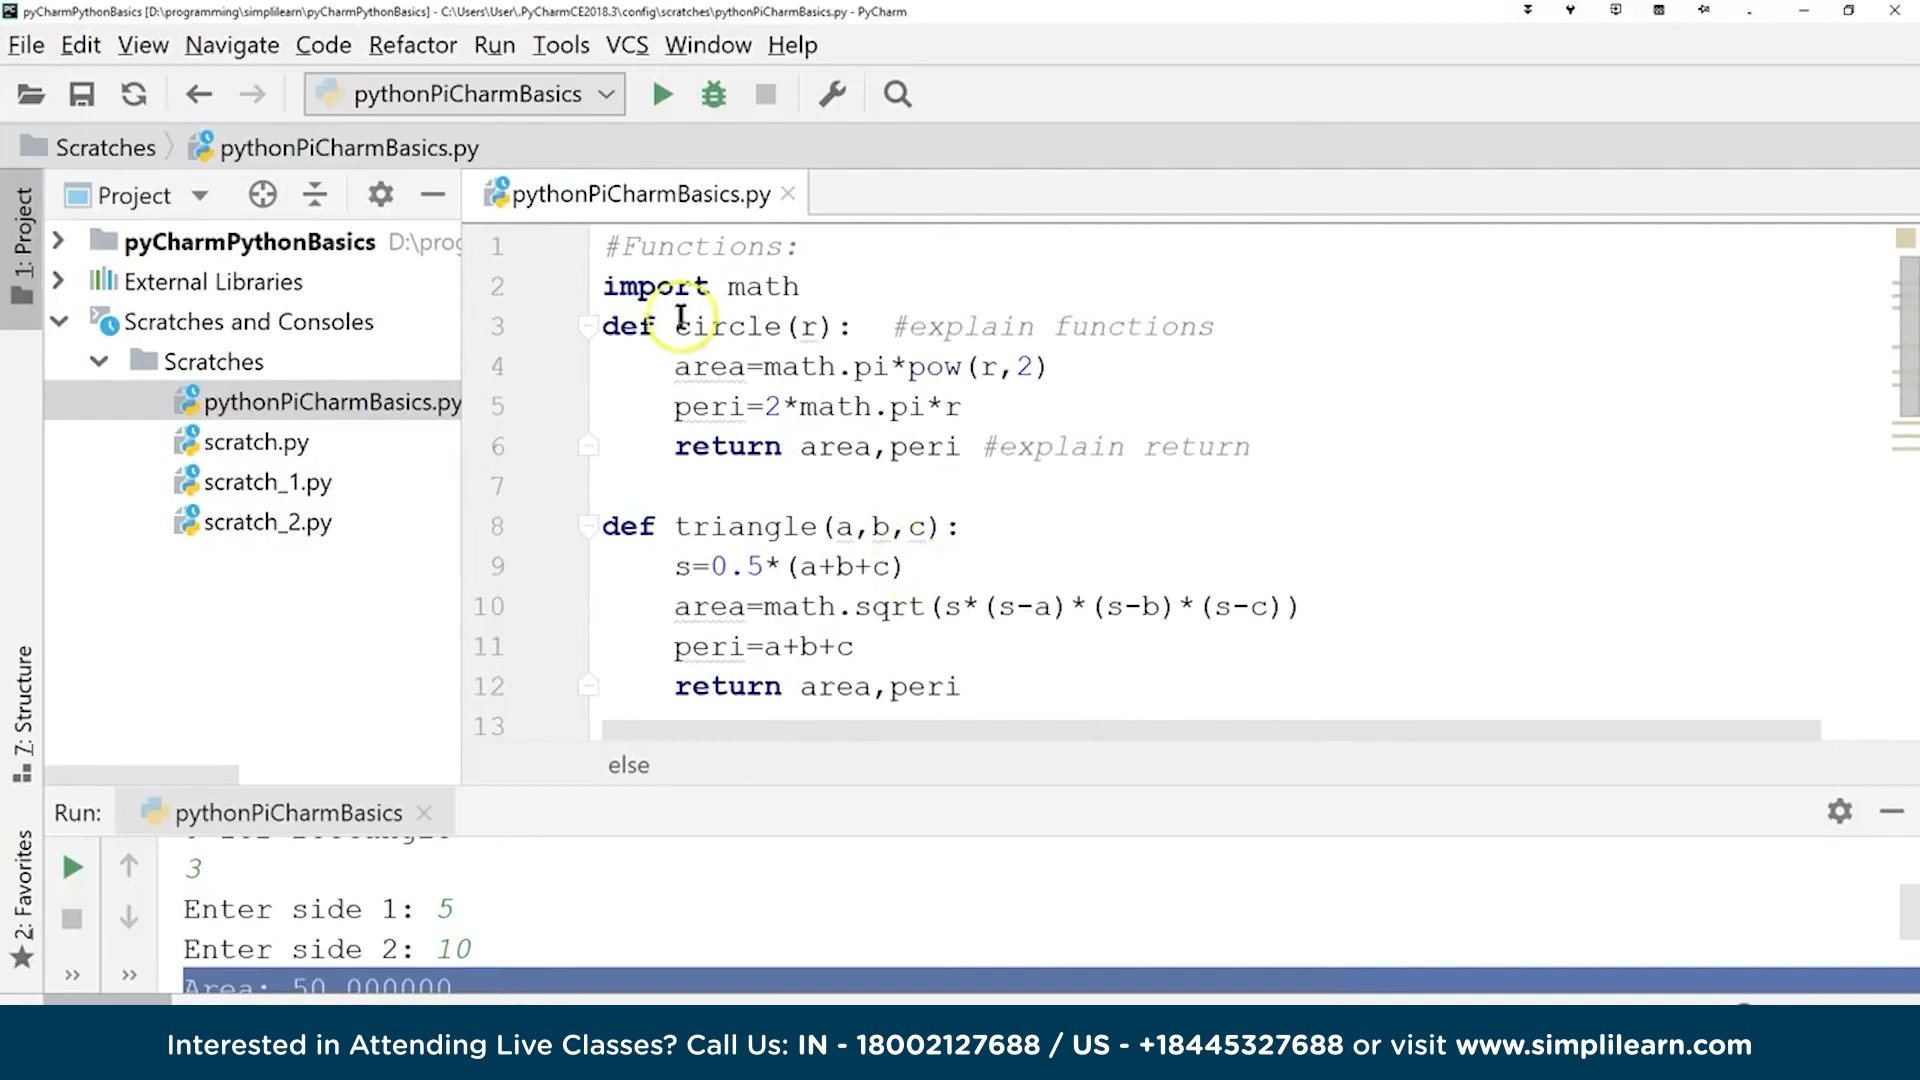 pyCharmPythonBasics [D:\programming\simplilearn\pyCharmPythonBasics] - C:\Users\User\.PyCharmCE2018.3\config\scratches\pythonPiCharmBasics.py - PyCharm
File Edit View Navigate Code Refactor Run Tools VCS Window Help
pythonPiCharmBasics
Scratches pythonPiCharmBasics.py
1: Project
Project
pyCharmPythonBasics D:\prog
External Libraries
Scratches and Consoles
Scratches
pythonPiCharmBasics.py
scratch.py
scratch_1.py
scratch_2.py
7: Structure
2: Favorites
pythonPiCharmBasics.py
1 #Functions:
2 import math
3 def circle(r): #explain functions
4 area=math.pi*pow(r,2)
5 peri=2*math.pi*r
6 return area,peri #explain return
7
8 def triangle(a,b,c):
9 s=0.5*(a+b+c)
10 area=math.sqrt(s*(s-a)*(s-b)*(s-c))
11 peri=a+b+c
12 return area,peri
13
else
Run: pythonPiCharmBasics
3
Enter side 1: 5
Enter side 2: 10
Area: 50.000000
Interested in Attending Live Classes? Call Us: IN - 18002127688 / US - +18445327688 or visit www.simplilearn.com